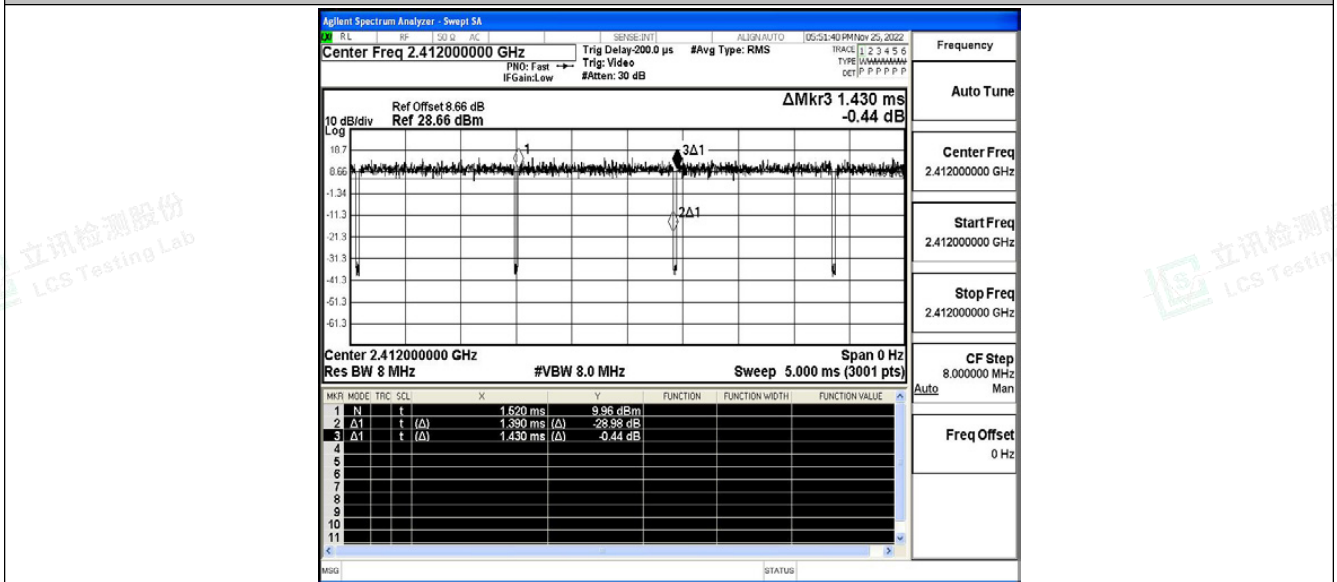 Agilent Spectrum Analyzer - Swept SA
RL RF 50 Ω AC SENSE:INT ALIGN AUTO 05:51:40 PM Nov 25, 2022
Center Freq 2.412000000 GHz
PNO: Fast
IFGain:Low
Trig Delay-200.0 µs
Trig: Video
#Atten: 30 dB
#Avg Type: RMS
TRACE 1 2 3 4 5 6
TYPE
DET P P P P P P
Frequency
Auto Tune
Center Freq
2.412000000 GHz
Start Freq
2.412000000 GHz
Stop Freq
2.412000000 GHz
CF Step
8.000000 MHz
Auto Man
Freq Offset
0 Hz
ΔMkr3 1.430 ms
-0.44 dB
Ref Offset 8.66 dB
10 dB/div Ref 28.66 dBm
Log
18.7
8.66
-1.34
-11.3
-21.3
-31.3
-41.3
-51.3
-61.3
1
3Δ1
2Δ1
Center 2.412000000 GHz Span 0 Hz
Res BW 8 MHz #VBW 8.0 MHz Sweep 5.000 ms (3001 pts)
MKR MODE TRC SCL X Y FUNCTION FUNCTION WIDTH FUNCTION VALUE
1 N t 1.520 ms 9.96 dBm
2 Δ1 t (Δ) 1.390 ms (Δ) -28.98 dB
3 Δ1 t (Δ) 1.430 ms (Δ) -0.44 dB
4
5
6
7
8
9
10
11
MSG STATUS
立讯检测股份
LCS Testing Lab
立讯检测
LCS Testin